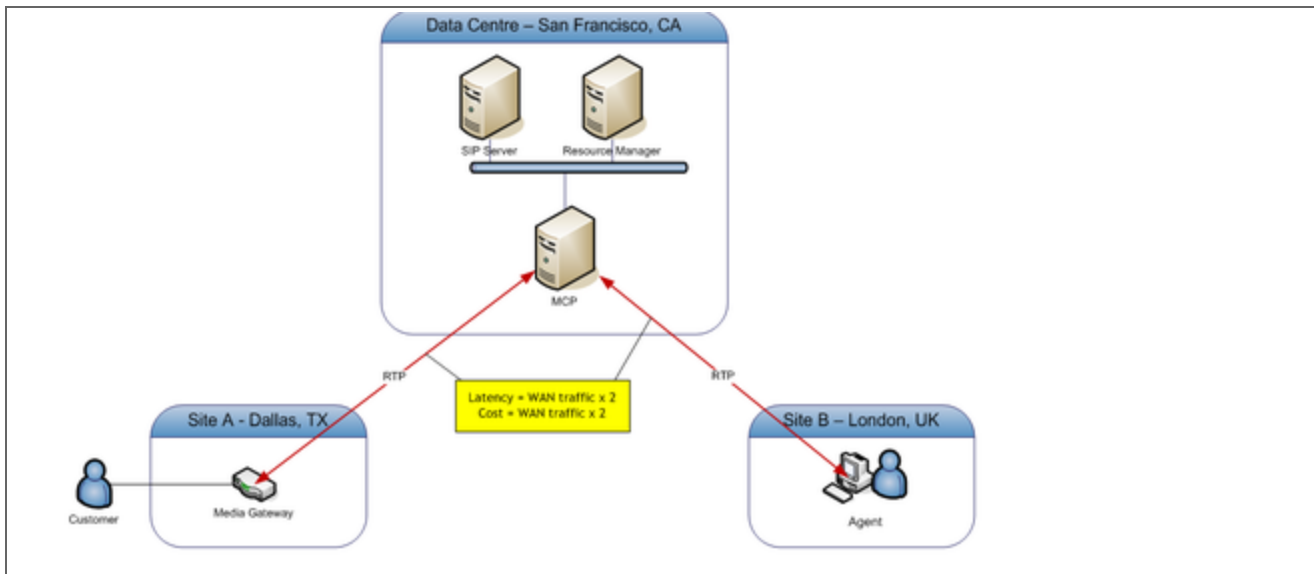 Data Centre – San Francisco, CA
SIP Server
Resource Manager
MCP
RTP
RTP
Latency = WAN traffic x 2
Cost = WAN traffic x 2
Site A - Dallas, TX
Site B – London, UK
Customer
Media Gateway
Agent